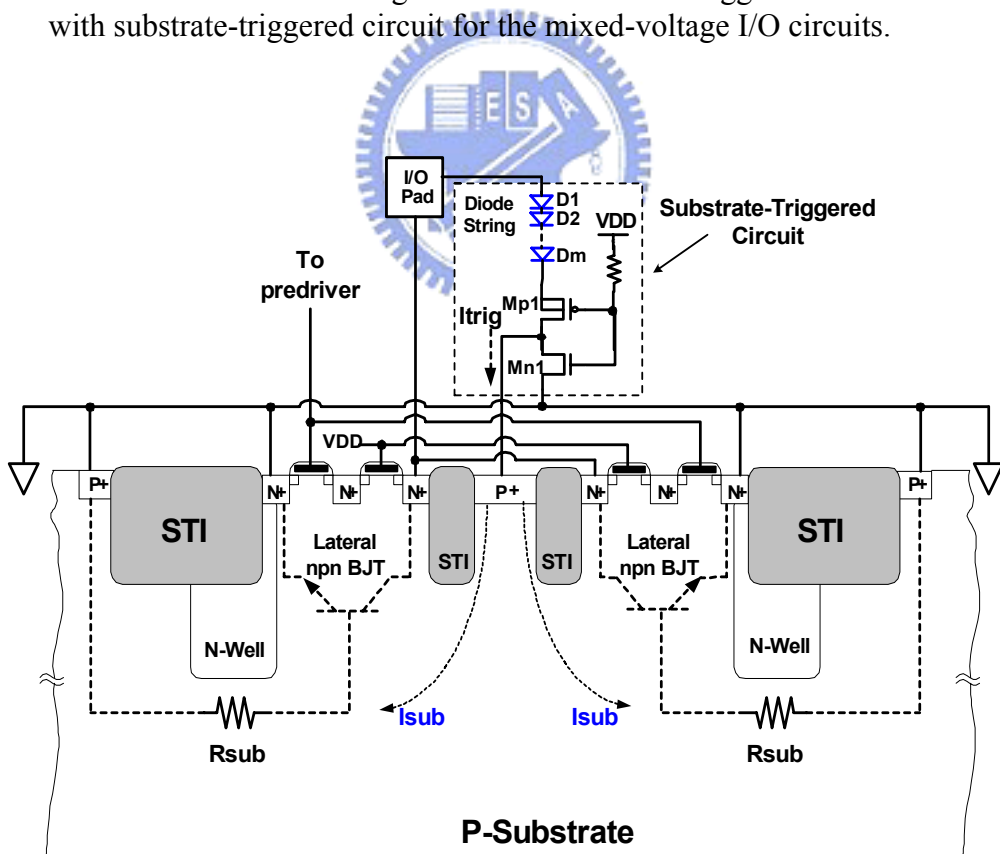 with substrate-triggered circuit for the mixed-voltage I/O circuits.
E S A
I/O
Pad
Diode
String
D1
D2
Dm
VDD
Substrate-Triggered
Circuit
To
predriver
Itrig
Mp1
Mn1
VDD
P+
STI
N+
N+
N+
STI
P+
STI
N+
N+
N+
STI
P+
Lateral
npn BJT
Lateral
npn BJT
N-Well
N-Well
Isub
Isub
Rsub
Rsub
P-Substrate